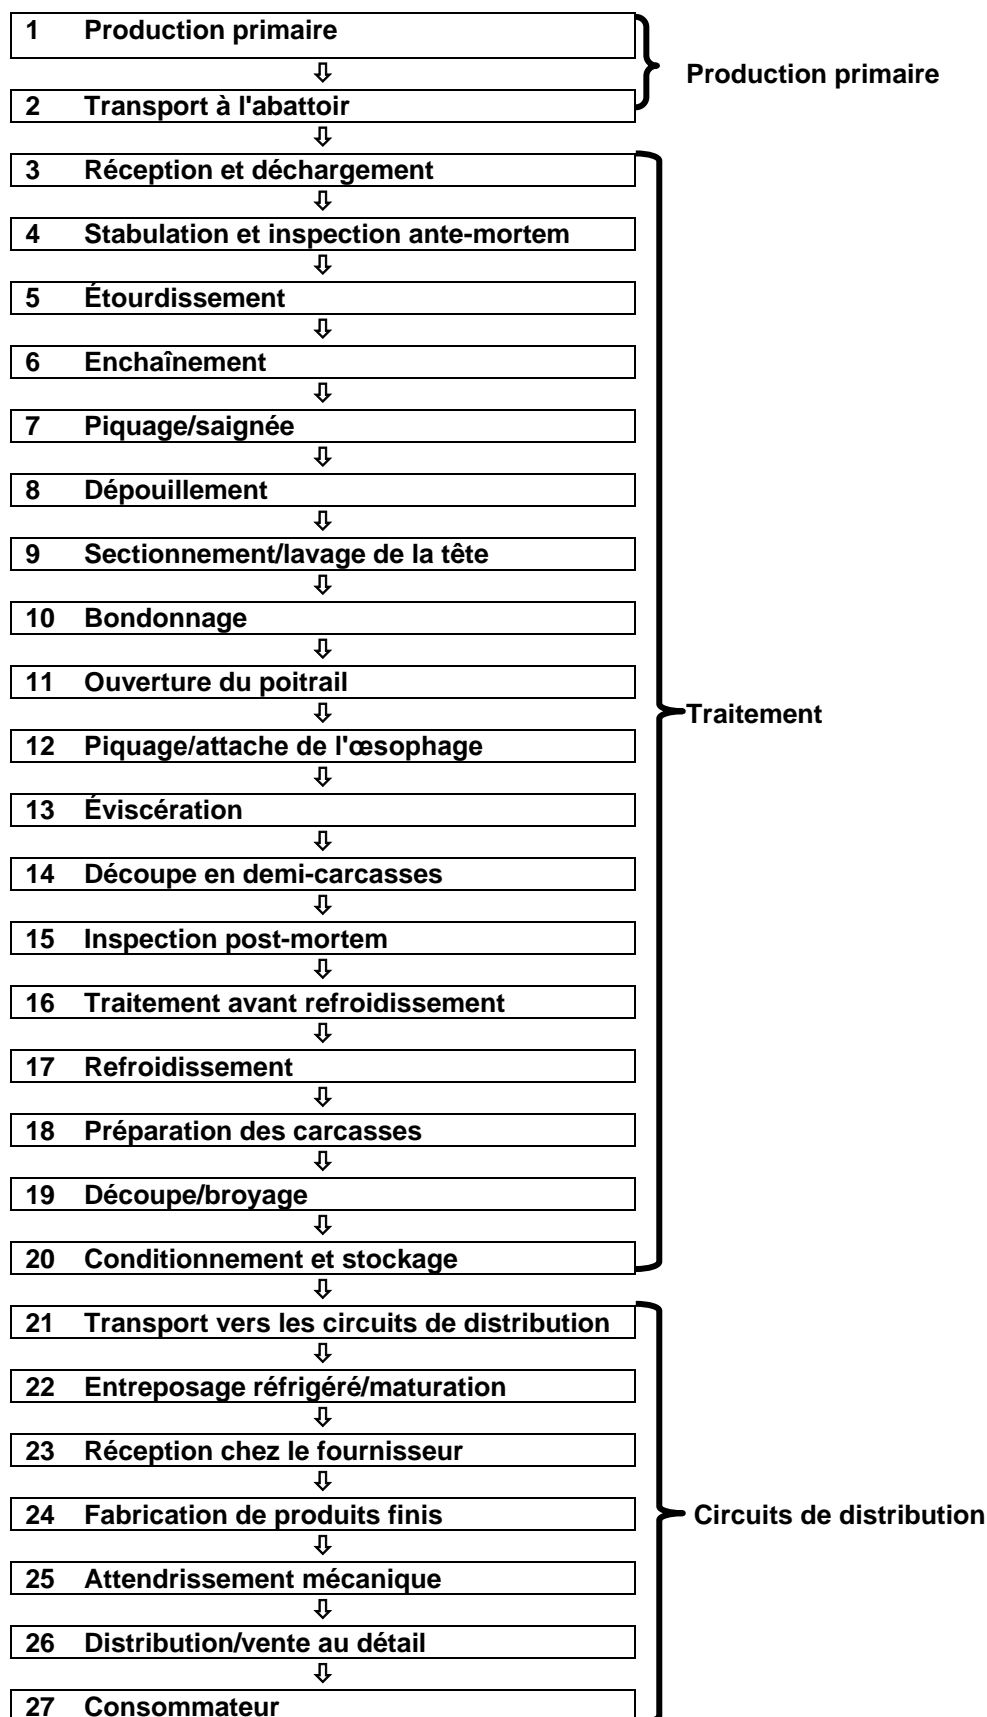 1 Production primaire
Production primaire
2 Transport à l'abattoir
3 Réception et déchargement
4 Stabulation et inspection ante-mortem
5 Étourdissement
6 Enchaînement
7 Piquage/saignée
8 Dépouillement
9 Sectionnement/lavage de la tête
10 Bondonnage
11 Ouverture du poitrail
Traitement
12 Piquage/attache de l'œsophage
13 Éviscération
14 Découpe en demi-carcasses
15 Inspection post-mortem
16 Traitement avant refroidissement
17 Refroidissement
18 Préparation des carcasses
19 Découpe/broyage
20 Conditionnement et stockage
21 Transport vers les circuits de distribution
22 Entreposage réfrigéré/maturation
23 Réception chez le fournisseur
24 Fabrication de produits finis
Circuits de distribution
25 Attendrissement mécanique
26 Distribution/vente au détail
27 Consommateur